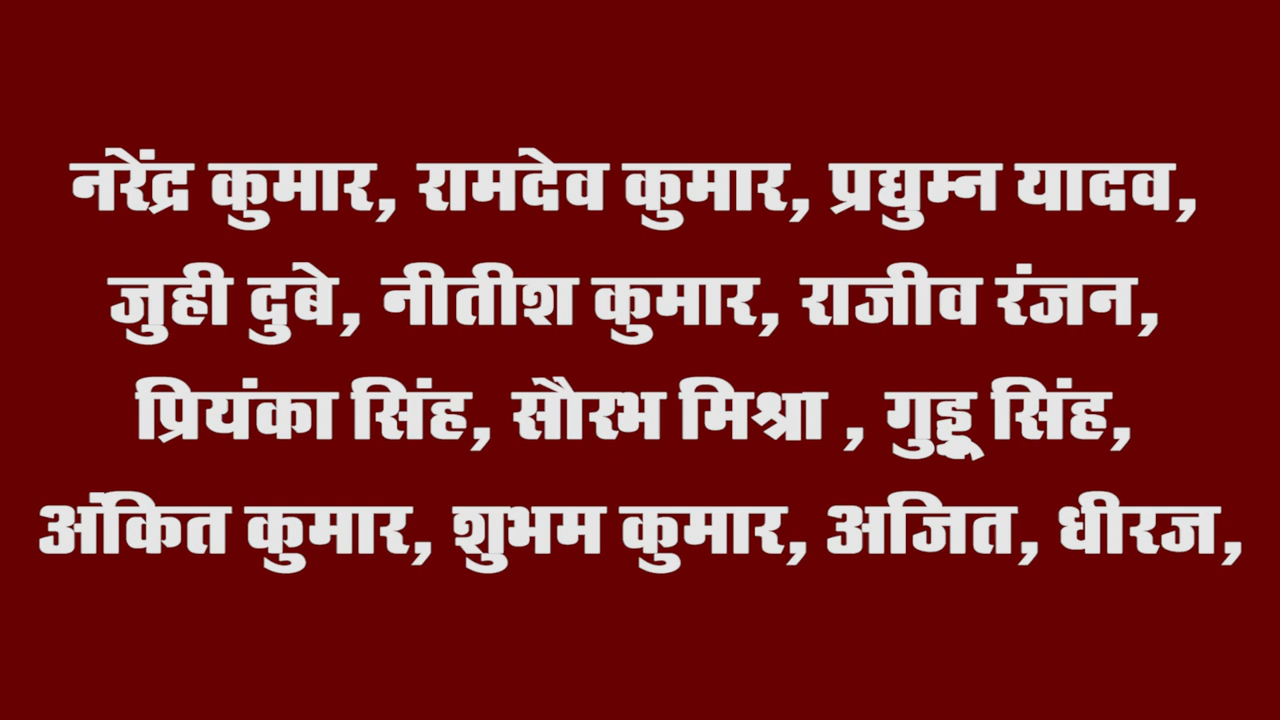 नरेंद्र कुमार, रामदेव कुमार, प्रद्युम्न यादव,
जुही दुबे, नीतीश कुमार, राजीव रंजन,
प्रियंका सिंह, सौरभ मिश्रा , गुड्डू सिंह,
अंकित कुमार, शुभम कुमार, अजित, धीरज,